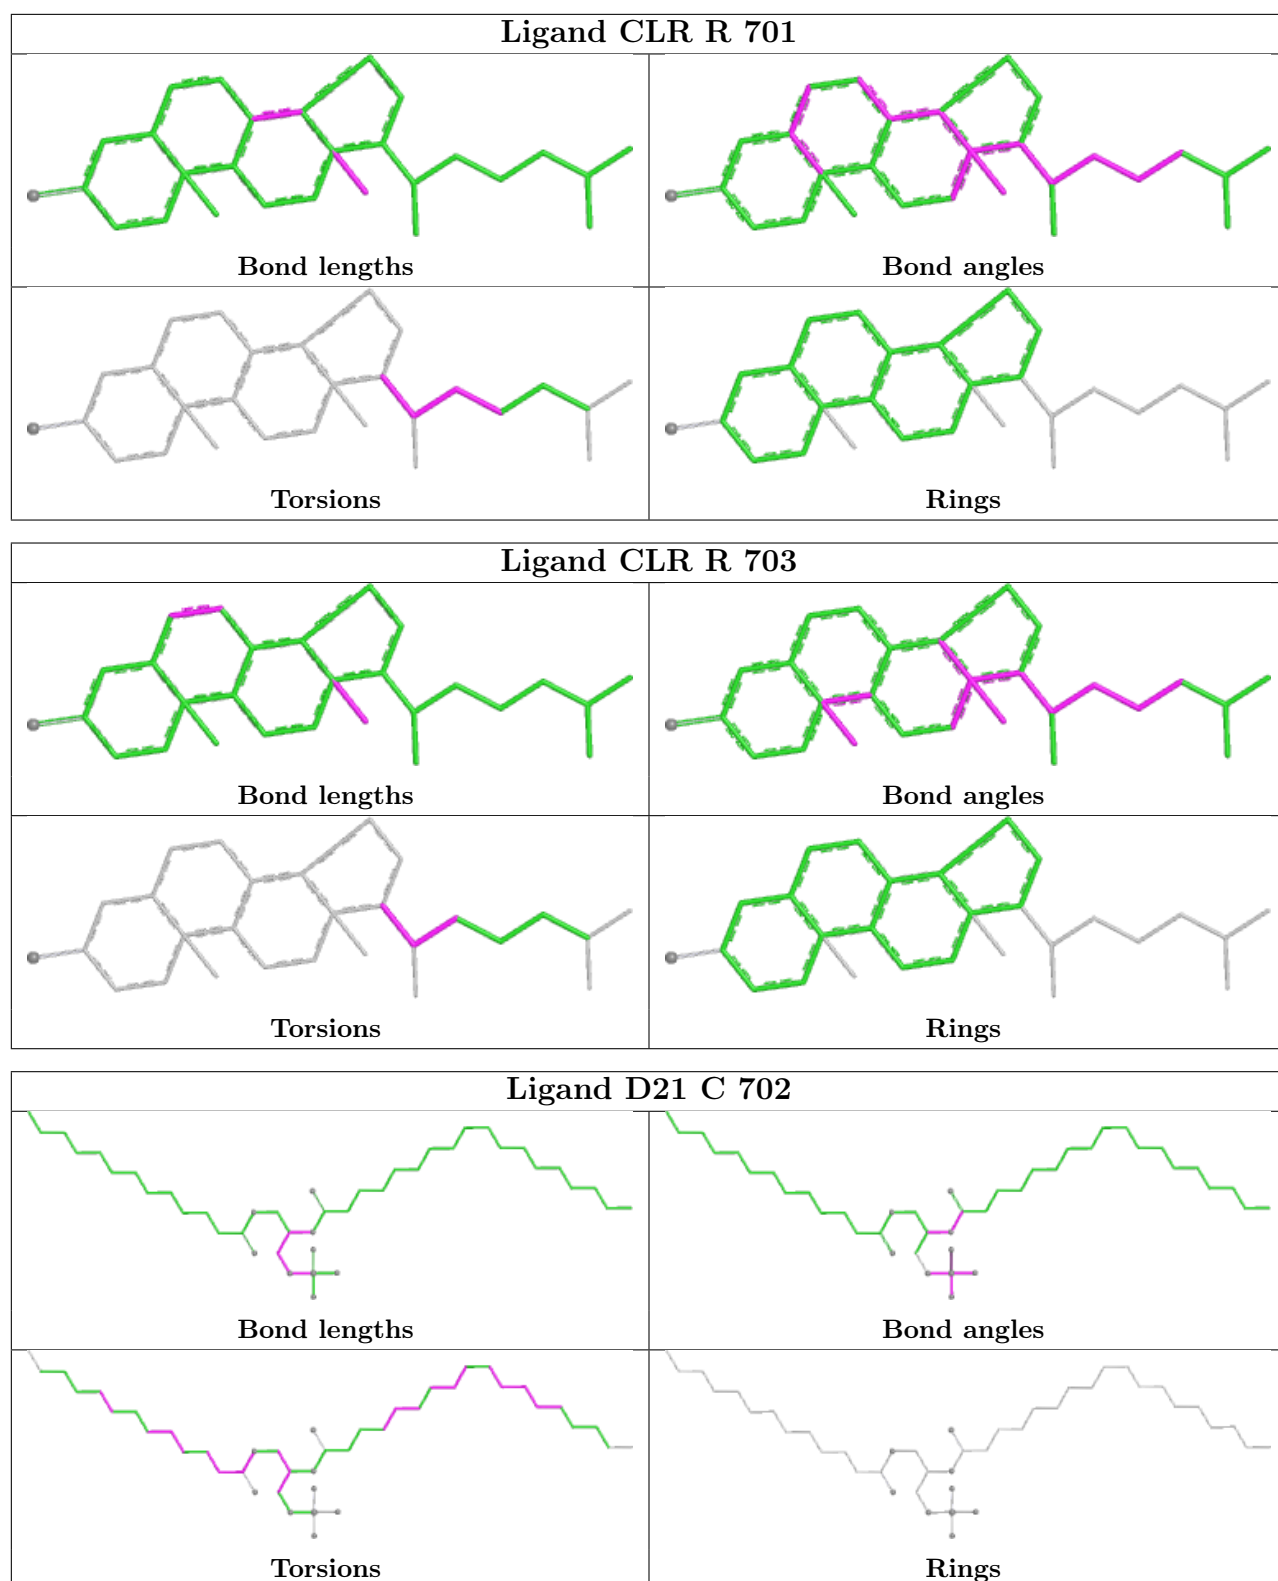 Ligand CLR R 701
Bond lengths
Bond angles
Torsions
Rings
Ligand CLR R 703
Bond lengths
Bond angles
Torsions
Rings
Ligand D21 C 702
Bond lengths
Bond angles
Torsions
Rings